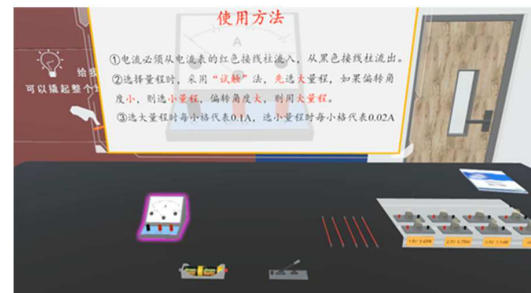 使用方法
①电流必须从电流表的红色接线柱流入，从黑色接线柱流出。
②选择量程时，采用“试触”法，先选大量程，如果偏转角
度小，则选小量程，偏转角度大，则用大量程。
③选大量程时每小格代表0.1A，选小量程时每小格代表0.02A
给我
可以撬起整个
A